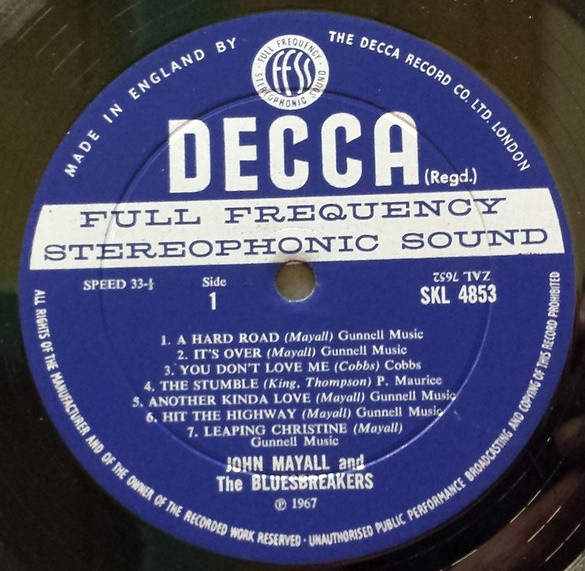 MADE IN ENGLAND BY
THE DECCA RECORD CO. LTD. LONDON
FULL FREQUENCY
FFSS
STEREOPHONIC SOUND
DECCA
(Regd.)
FULL FREQUENCY
STEREOPHONIC SOUND
SPEED 33-⅓
Side
1
ZAL 7652
SKL 4853
1. A HARD ROAD (Mayall) Gunnell Music
2. IT'S OVER (Mayall) Gunnell Music
3. YOU DON'T LOVE ME (Cobbs) Cobbs
4. THE STUMBLE (King, Thompson) P. Maurice
5. ANOTHER KINDA LOVE (Mayall) Gunnell Music
6. HIT THE HIGHWAY (Mayall) Gunnell Music
7. LEAPING CHRISTINE (Mayall)
Gunnell Music
JOHN MAYALL and
The BLUESBREAKERS
℗ 1967
ALL RIGHTS OF THE MANUFACTURER AND OF THE OWNER OF THE RECORDED WORK RESERVED · UNAUTHORISED PUBLIC PERFORMANCE BROADCASTING AND COPYING OF THIS RECORD PROHIBITED